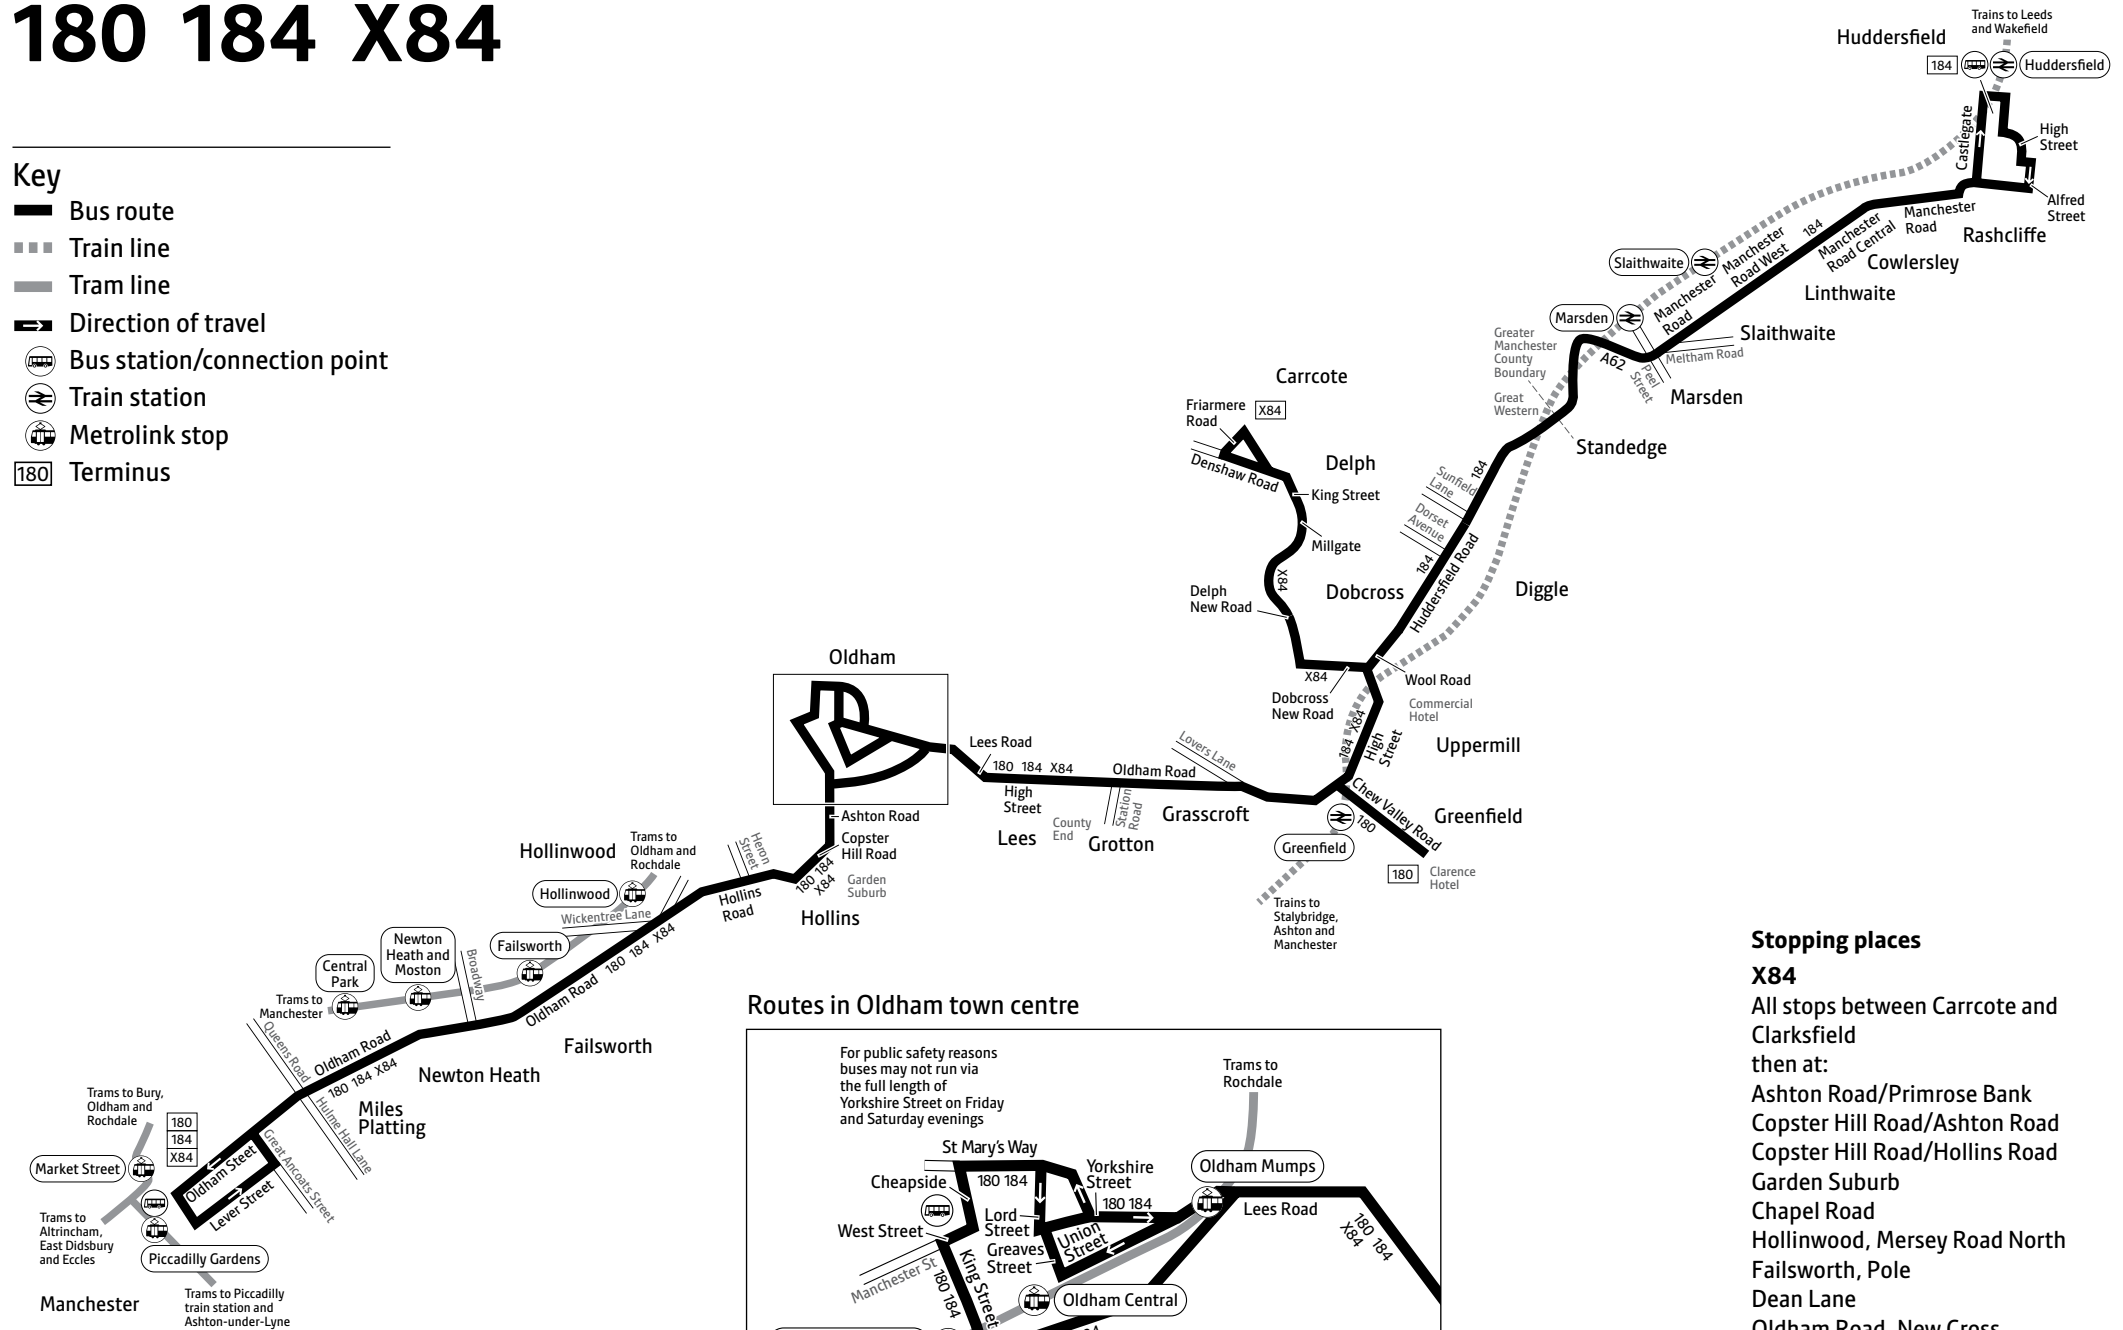 180 184 X84
Key
Bus route
Train line
Tram line
Direction of travel
Bus station/connection point
Train station
Metrolink stop
180 Terminus
Trains to Leeds
and Wakefield
Huddersfield
184
Huddersfield
Castlegate
High
Street
Alfred
Street
Manchester
Road
Rashcliffe
Manchester
Road Central
Cowlersley
184
Manchester
Road West
Linthwaite
Slaithwaite
Manchester
Road
Slaithwaite
Marsden
Meltham Road
A62
Peel
Street
Marsden
Greater
Manchester
County
Boundary
Great
Western
Standedge
Carrcote
Friarmere
Road
X84
Denshaw Road
Delph
King Street
Millgate
X84
Delph
New Road
Dobcross
184
Sunfield
Lane
Dorset
Avenue
184
Huddersfield Road
Diggle
X84
Dobcross
New Road
Wool Road
Commercial
Hotel
184 X84
High
Street
Uppermill
Chew Valley Road
180
Greenfield
Greenfield
180
Clarence
Hotel
Trains to
Stalybridge,
Ashton and
Manchester
Oldham
Lees Road
180 184 X84
High
Street
Lees
County
End
Oldham Road
Station
Road
Grotton
Lovers Lane
Grasscroft
Ashton Road
Copster
Hill Road
180 184
X84
Garden
Suburb
Hollins
Heron
Street
Hollins
Road
Hollinwood
Trams to
Oldham and
Rochdale
Hollinwood
Wickentree Lane
180 184 X84
Failsworth
Newton
Heath and
Moston
Central
Park
Trams to
Manchester
Broadway
Oldham Road
Failsworth
Queens Road
Oldham Road
180 184 X84
Newton Heath
Hulme Hall Lane
Miles
Platting
Trams to Bury,
Oldham and
Rochdale
180
184
X84
Market Street
Oldham Steet
Lever Street
Great Ancoats Street
Trams to
Altrincham,
East Didsbury
and Eccles
Piccadilly Gardens
Manchester
Trams to Piccadilly
train station and
Ashton-under-Lyne
Routes in Oldham town centre
For public safety reasons
buses may not run via
the full length of
Yorkshire Street on Friday
and Saturday evenings
Trams to
Rochdale
St Mary's Way
Cheapside
180 184
Yorkshire
Street
180 184
Oldham Mumps
Lees Road
180 184
X84
West Street
Lord
Street
Union
Street
Greaves
Street
Manchester St
King Street
180 184
Oldham Central
Stopping places
X84
All stops between Carrcote and
Clarksfield
then at:
Ashton Road/Primrose Bank
Copster Hill Road/Ashton Road
Copster Hill Road/Hollins Road
Garden Suburb
Chapel Road
Hollinwood, Mersey Road North
Failsworth, Pole
Dean Lane
Oldham Road, New Cross